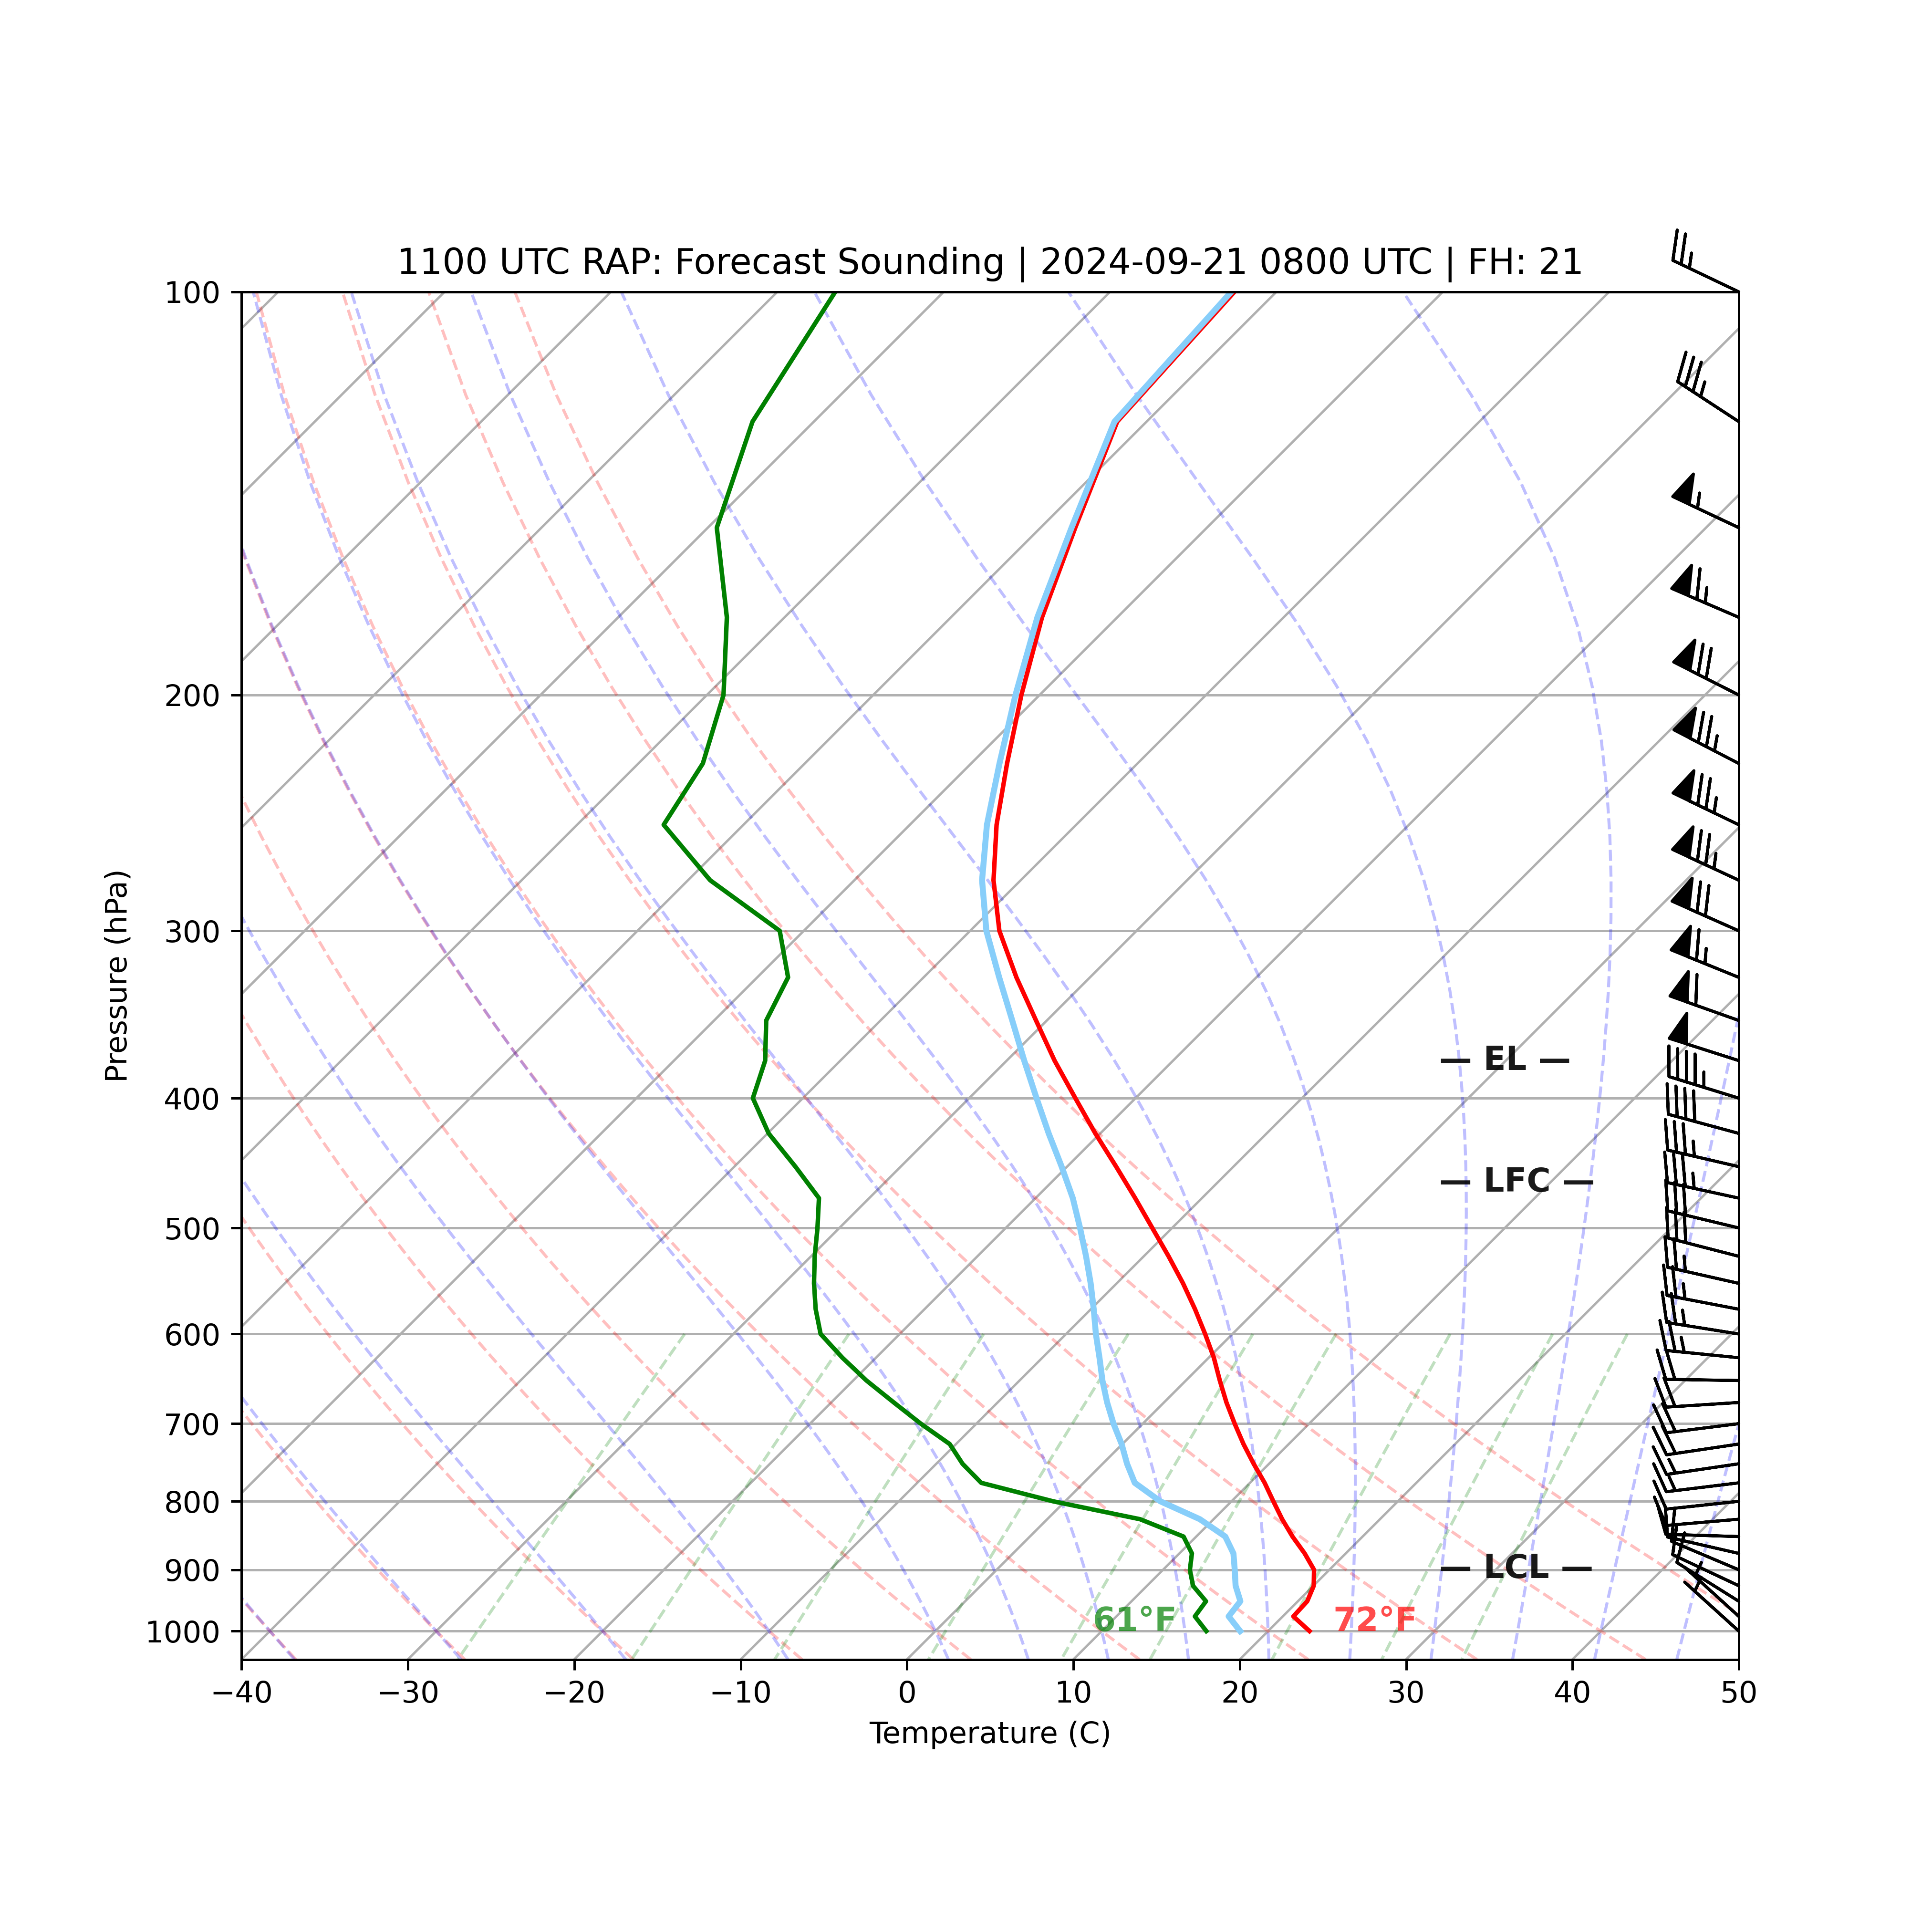 1100 UTC RAP: Forecast Sounding | 2024-09-21 0800 UTC | FH: 21
100
200
300
400
500
600
700
800
900
1000
Pressure (hPa)
— EL —
— LFC —
— LCL —
61°F
72°F
−40 −30 −20 −10 0 10 20 30 40 50
Temperature (C)